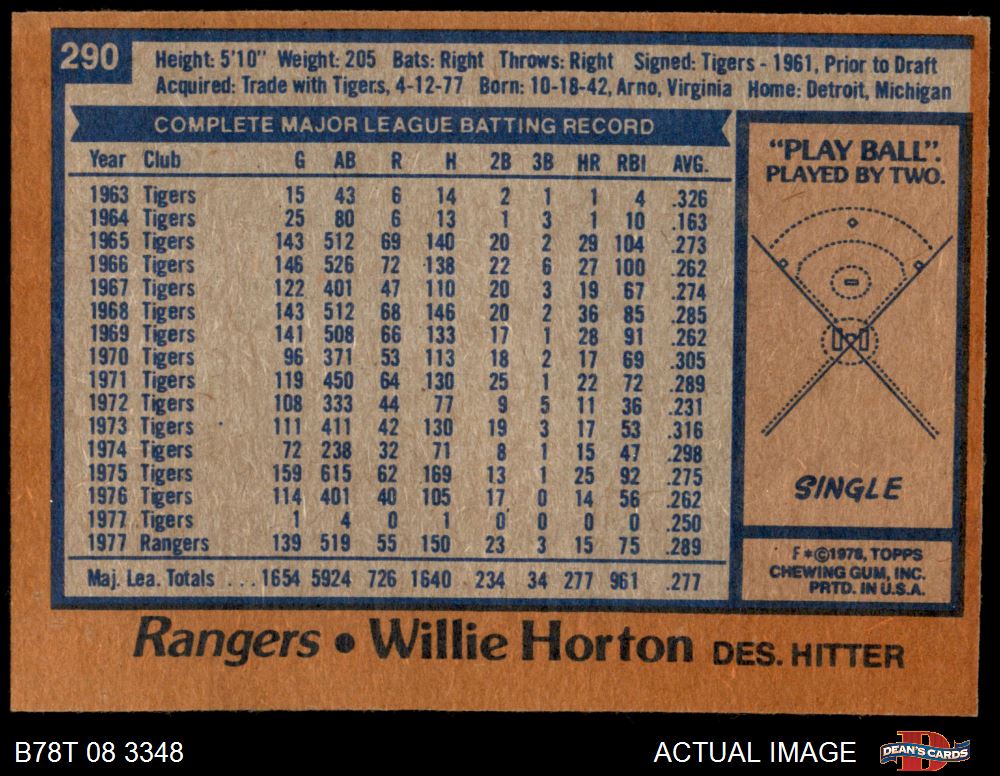 290
Height: 5'10" Weight: 205 Bats: Right Throws: Right Signed: Tigers - 1961, Prior to Draft
Acquired: Trade with Tigers, 4-12-77 Born: 10-18-42, Arno, Virginia Home: Detroit, Michigan
COMPLETE MAJOR LEAGUE BATTING RECORD
Year Club G AB R H 2B 3B HR RBI AVG.
1963 Tigers 15 43 6 14 2 1 1 4 .326
1964 Tigers 25 80 6 13 1 3 1 10 .163
1965 Tigers 143 512 69 140 20 2 29 104 .273
1966 Tigers 146 526 72 138 22 6 27 100 .262
1967 Tigers 122 401 47 110 20 3 19 67 .274
1968 Tigers 143 512 68 146 20 2 36 85 .285
1969 Tigers 141 508 66 133 17 1 28 91 .262
1970 Tigers 96 371 53 113 18 2 17 69 .305
1971 Tigers 119 450 64 130 25 1 22 72 .289
1972 Tigers 108 333 44 77 9 5 11 36 .231
1973 Tigers 111 411 42 130 19 3 17 53 .316
1974 Tigers 72 238 32 71 8 1 15 47 .298
1975 Tigers 159 615 62 169 13 1 25 92 .275
1976 Tigers 114 401 40 105 17 0 14 56 .262
1977 Tigers 1 4 0 1 0 0 0 0 .250
1977 Rangers 139 519 55 150 23 3 15 75 .289
Maj. Lea. Totals . . . 1654 5924 726 1640 234 34 277 961 .277
"PLAY BALL".
PLAYED BY TWO.
SINGLE
F*©1978, TOPPS
CHEWING GUM, INC.
PRTD. IN U.S.A.
Rangers • Willie Horton DES. HITTER
B78T 08 3348
ACTUAL IMAGE
D
DEAN'S CARDS